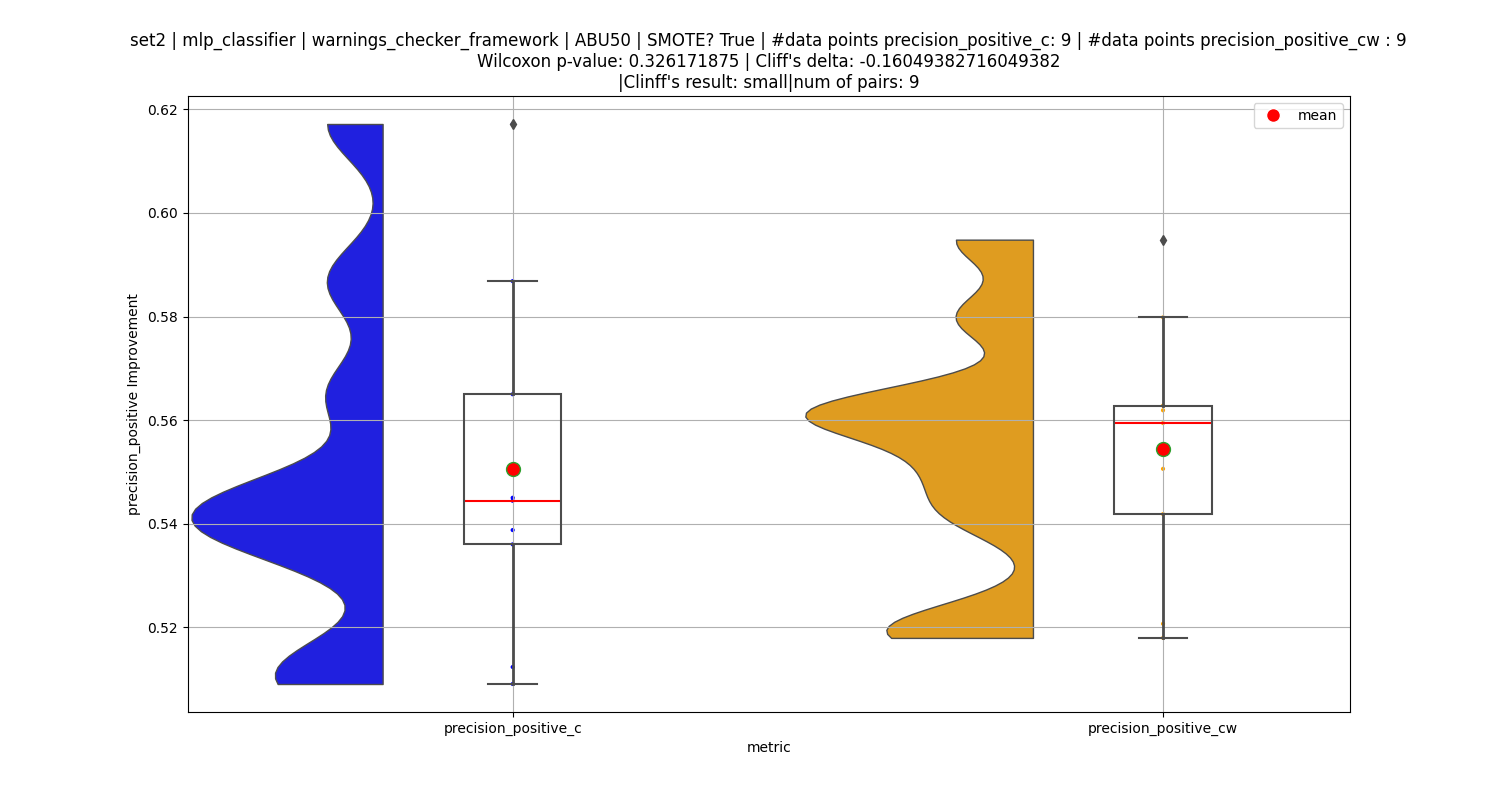 set2 | mlp_classifier | warnings_checker_framework | ABU50 | SMOTE? True | #data points precision_positive_c: 9 | #data points precision_positive_cw : 9
Wilcoxon p-value: 0.326171875 | Cliff's delta: -0.16049382716049382
|Clinff's result: small|num of pairs: 9
mean
0.62
0.60
0.58
0.56
0.54
0.52
precision_positive Improvement
precision_positive_c
precision_positive_cw
metric